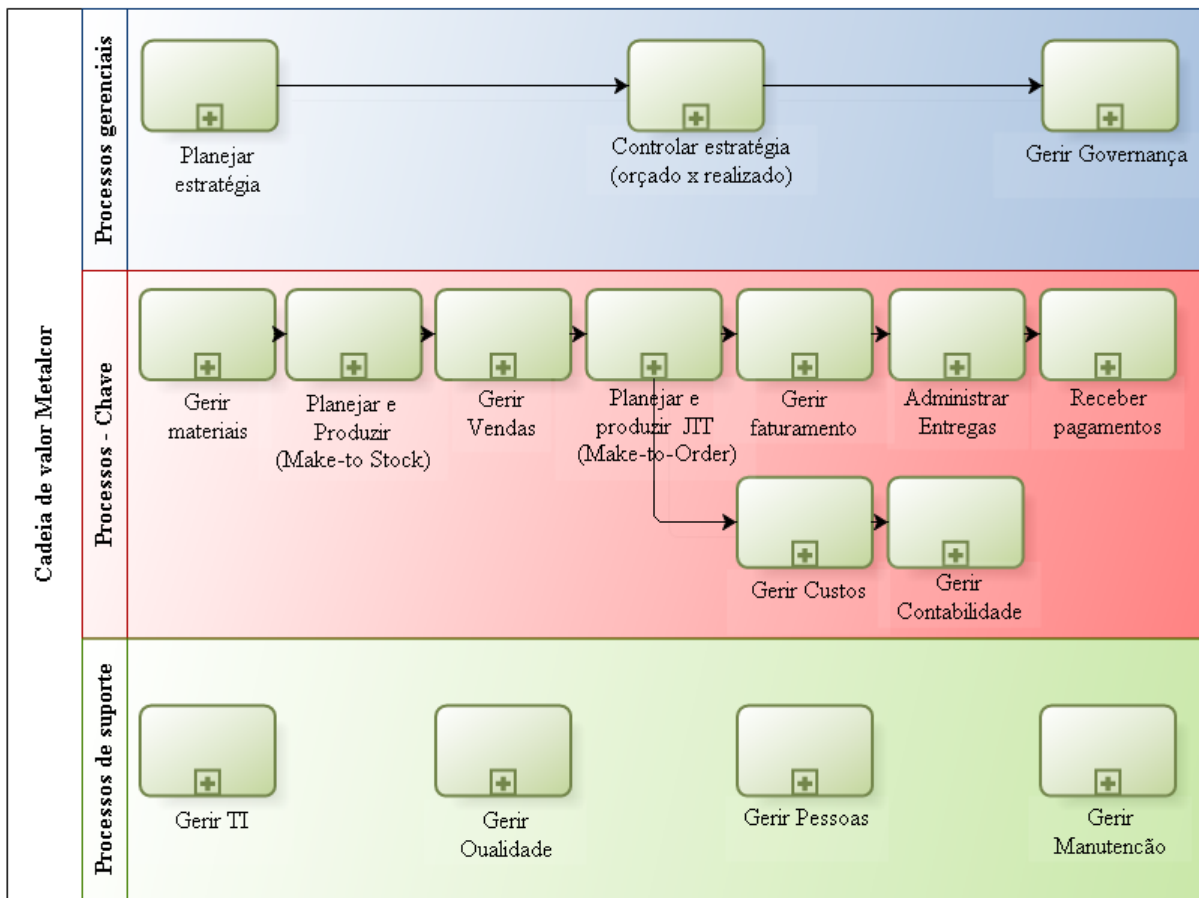 Cadeia de valor Metalcor
Processos gerenciais
Planejar
estratégia
Controlar estratégia
(orçado x realizado)
Gerir Governança
Processos - Chave
Gerir
materiais
Planejar e
Produzir
(Make-to Stock)
Gerir
Vendas
Planejar e
produzir JIT
(Make-to-Order)
Gerir
faturamento
Administrar
Entregas
Receber
pagamentos
Gerir Custos
Gerir
Contabilidade
Processos de suporte
Gerir TI
Gerir
Qualidade
Gerir Pessoas
Gerir
Manutenção